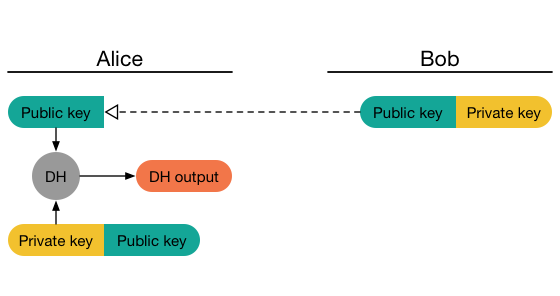 Alice
Bob
Public key
Public key Private key
DH
DH output
Private key Public key